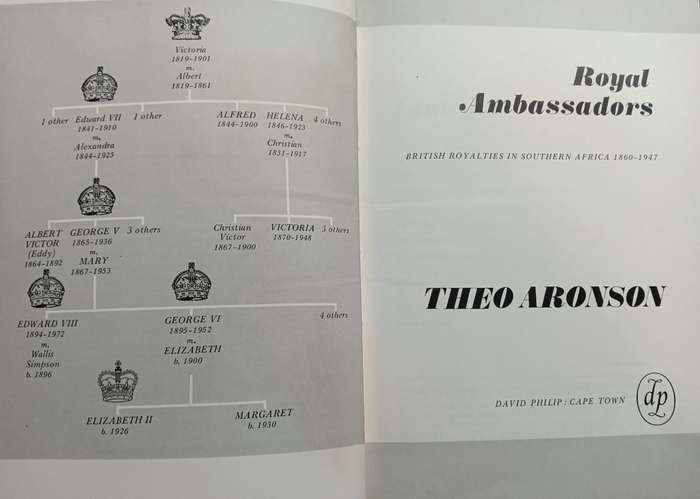 Victoria
1819-1901
m.
Albert
1819-1861
1 other
Edward VII
1841-1910
m.
Alexandra
1844-1925
1 other
ALFRED
1844-1900
HELENA
1846-1923
m.
Christian
1831-1917
4 others
ALBERT
VICTOR
(Eddy)
1864-1892
GEORGE V
1865-1936
m.
MARY
1867-1953
3 others
Christian
Victor
1867-1900
VICTORIA
1870-1948
3 others
EDWARD VIII
1894-1972
m.
Wallis
Simpson
b. 1896
GEORGE VI
1895-1952
m.
ELIZABETH
b. 1900
4 others
ELIZABETH II
b. 1926
MARGARET
b. 1930
Royal
Ambassadors
BRITISH ROYALTIES IN SOUTHERN AFRICA 1860-1947
THEO ARONSON
DAVID PHILIP: CAPE TOWN
dp